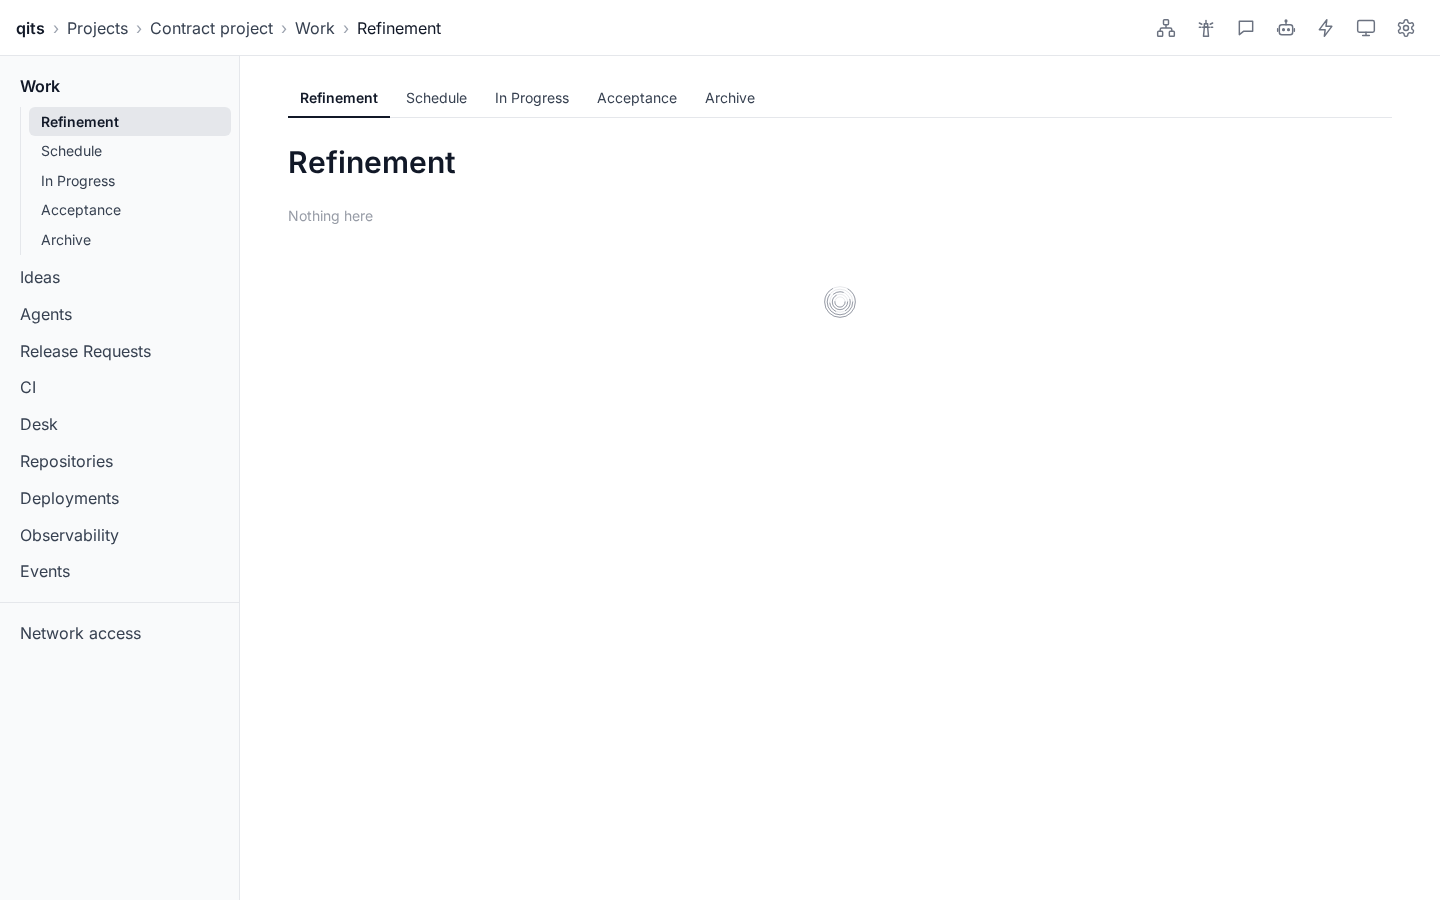 qits › Projects › Contract project › Work › Refinement
Work
Refinement
Schedule
In Progress
Acceptance
Archive
Ideas
Agents
Release Requests
CI
Desk
Repositories
Deployments
Observability
Events
Network access
Refinement Schedule In Progress Acceptance Archive
Refinement
Nothing here